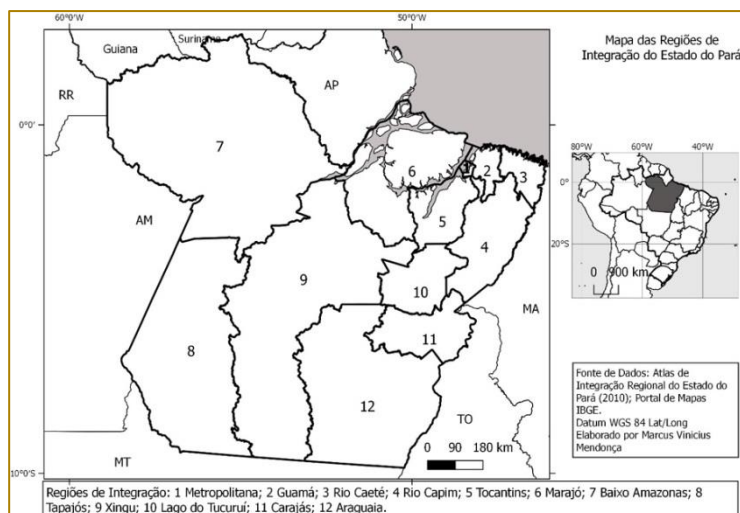 60°0'W
50°0'W
Guiana
Suriname
RR
AP
0°0'
7
6
1
2
3
AM
5
4
9
10
MA
11
8
12
TO
0 90 180 km
10°0'S
MT
Mapa das Regiões de
Integração do Estado do Pará
80°W
60°W
40°W
0°
20°S
0 900 km
Fonte de Dados: Atlas de
Integração Regional do Estado do
Pará (2010); Portal de Mapas
IBGE.
Datum WGS 84 Lat/Long
Elaborado por Marcus Vinicius
Mendonça
Regiões de Integração: 1 Metropolitana; 2 Guamá; 3 Rio Caeté; 4 Rio Capim; 5 Tocantins; 6 Marajó; 7 Baixo Amazonas; 8
Tapajós; 9 Xingu; 10 Lago do Tucuruí; 11 Carajás; 12 Araguaia.